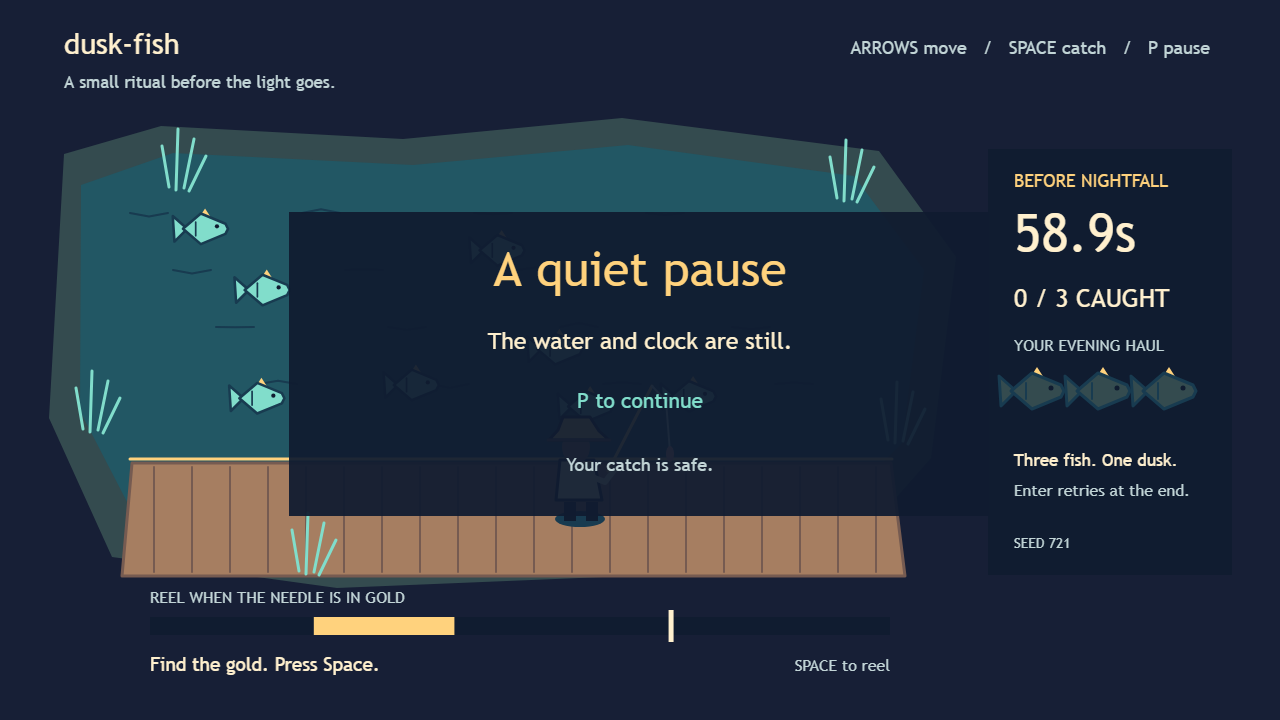 dusk-fish
A small ritual before the light goes.
ARROWS move / SPACE catch / P pause
BEFORE NIGHTFALL
58.9s
0 / 3 CAUGHT
YOUR EVENING HAUL
Three fish. One dusk.
Enter retries at the end.
SEED 721
A quiet pause
The water and clock are still.
P to continue
Your catch is safe.
REEL WHEN THE NEEDLE IS IN GOLD
Find the gold. Press Space.
SPACE to reel